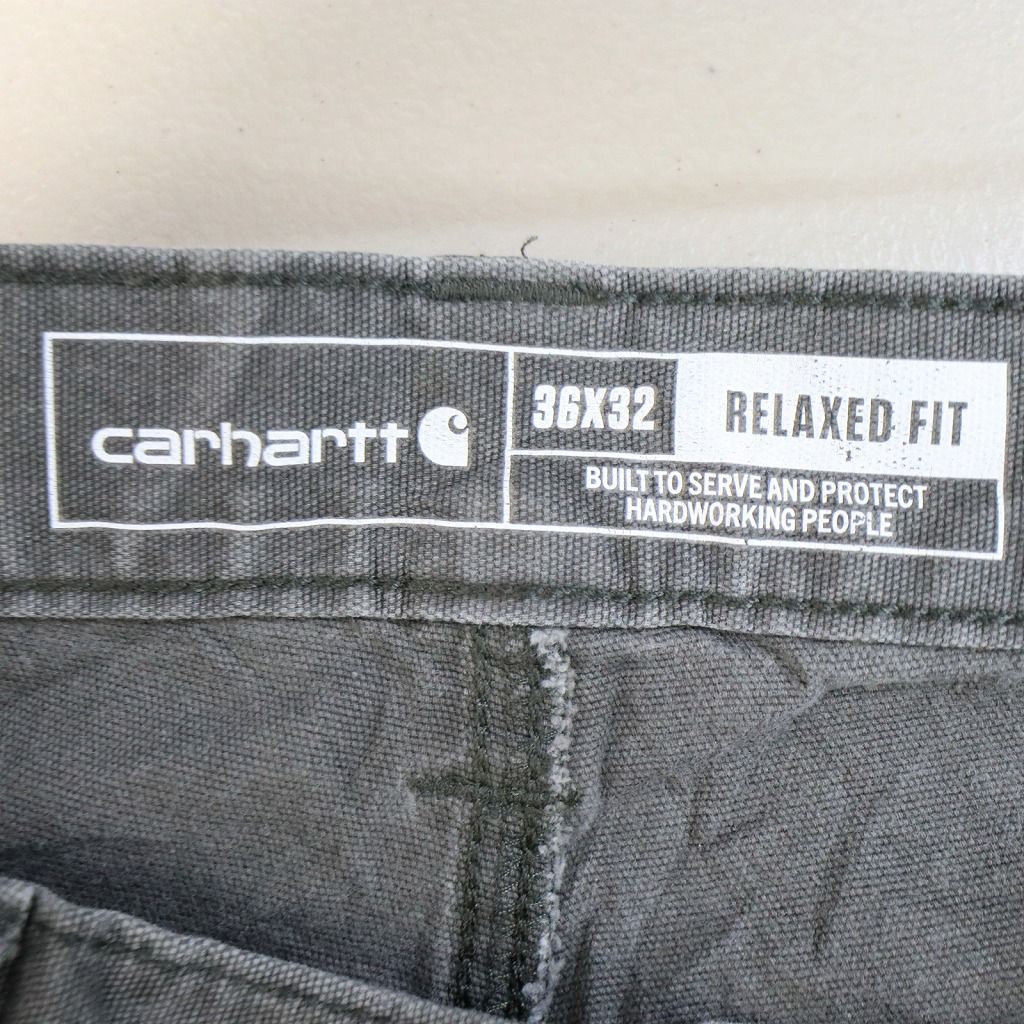 carhartt
36X32
RELAXED FIT
BUILT TO SERVE AND PROTECT
HARDWORKING PEOPLE